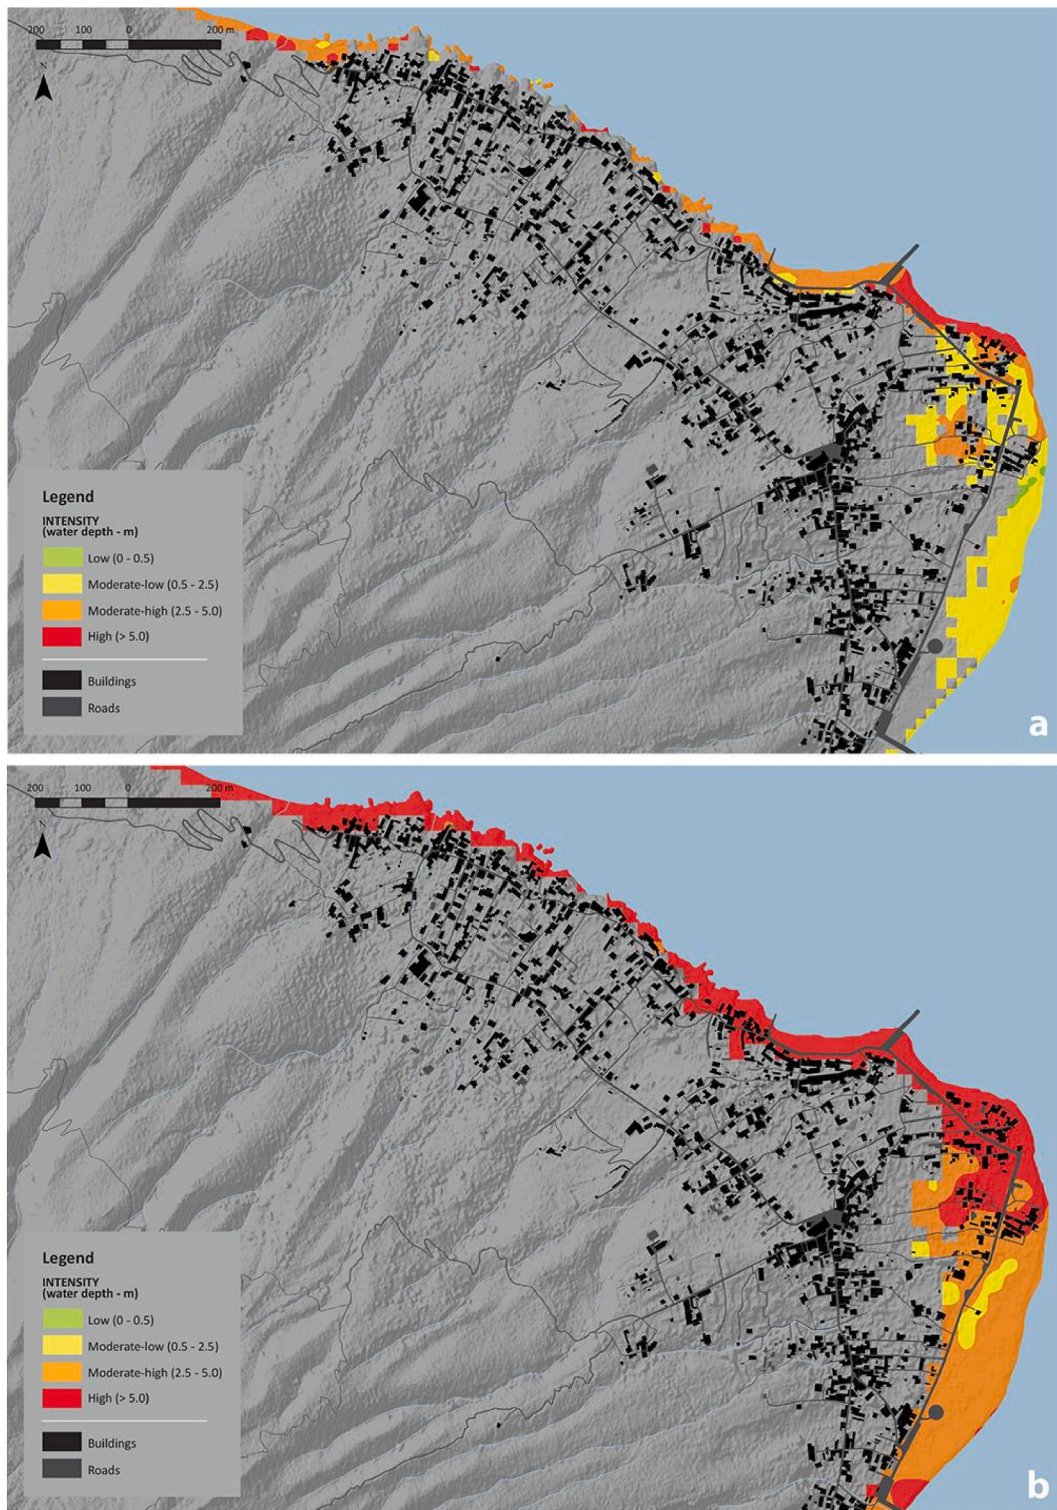 200 100 0 200 m
N
Legend
INTENSITY
(water depth - m)
Low (0 - 0.5)
Moderate-low (0.5 - 2.5)
Moderate-high (2.5 - 5.0)
High (> 5.0)
Buildings
Roads
a
200 100 0 200 m
N
Legend
INTENSITY
(water depth - m)
Low (0 - 0.5)
Moderate-low (0.5 - 2.5)
Moderate-high (2.5 - 5.0)
High (> 5.0)
Buildings
Roads
b